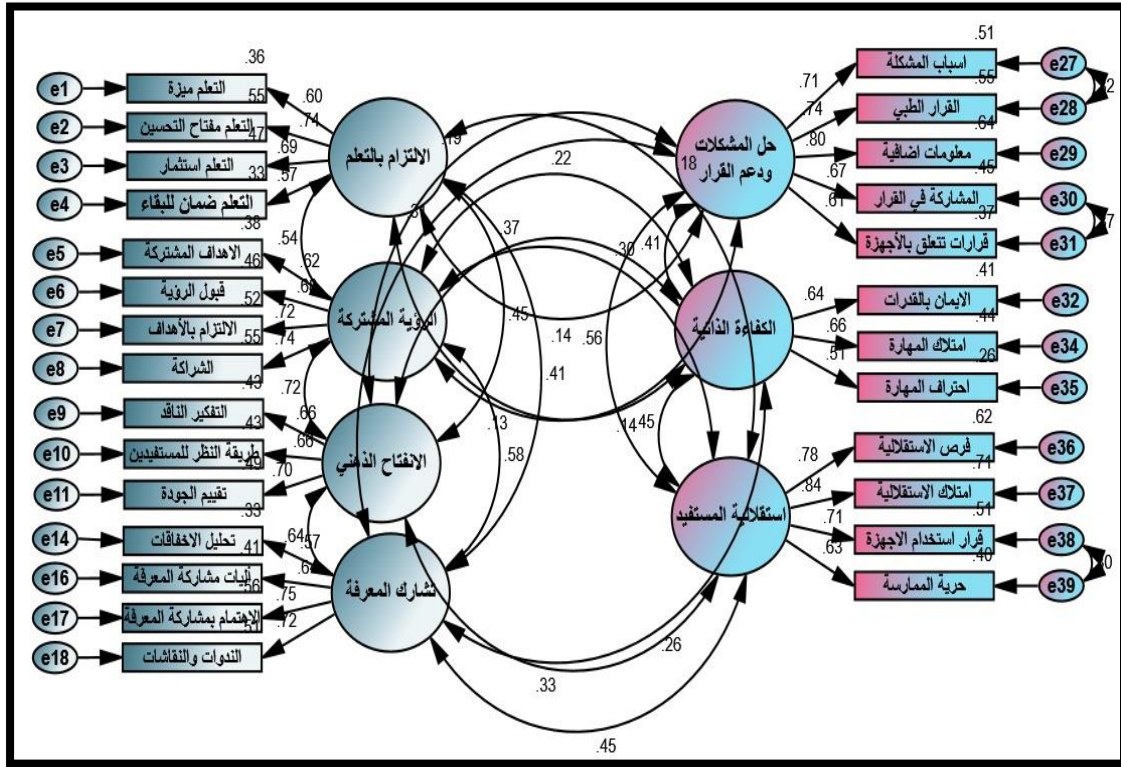 .36
e1
التعلم ميزة
.60
.55
e2
التعلم مفتاح التحسين
.74
.47
e3
التعلم استثمار
.69
.33
e4
التعلم ضمان للبقاء
.57
الالتزام بالتعلم
.38
e5
الاهداف المشتركة
.62
.46
e6
قبول الرؤية
.52
e7
الالتزام بالأهداف
.72
.55
e8
الشراكة
.74
الرؤية المشتركة
.43
e9
التفكير الناقد
.66
.43
e10
طريقة النظر للمستفيدين
.66
.49
e11
تقييم الجودة
.70
الانفتاح الذهني
.33
e14
تحليل الاخفاقات
.57
.41
e16
أليات مشاركة المعرفة
.56
e17
الاهتمام بمشاركة المعرفة
.75
.51
e18
الندوات والنقاشات
.72
تشارك المعرفة
.54
.72
.64
.19
.22
.18
.37
.30
.41
.45
.14
.56
.41
.13
.14
.45
.58
.26
.33
.45
حل المشكلات
ودعم القرار
.51
اسباب المشكلة
e27
.71
.55
القرار الطبي
e28
.74
.64
معلومات اضافية
e29
.80
.45
المشاركة في القرار
e30
.67
.37
قرارات تتعلق بالأجهزة
e31
.61
الكفاءة الذاتية
.41
الايمان بالقدرات
e32
.64
.44
امتلاك المهارة
e34
.66
.26
احتراف المهارة
e35
.51
استقلالية المستفيد
.62
فرص الاستقلالية
e36
.78
.71
امتلاك الاستقلالية
e37
.84
.51
قرار استخدام الاجهزة
e38
.71
.40
حرية الممارسة
e39
.63